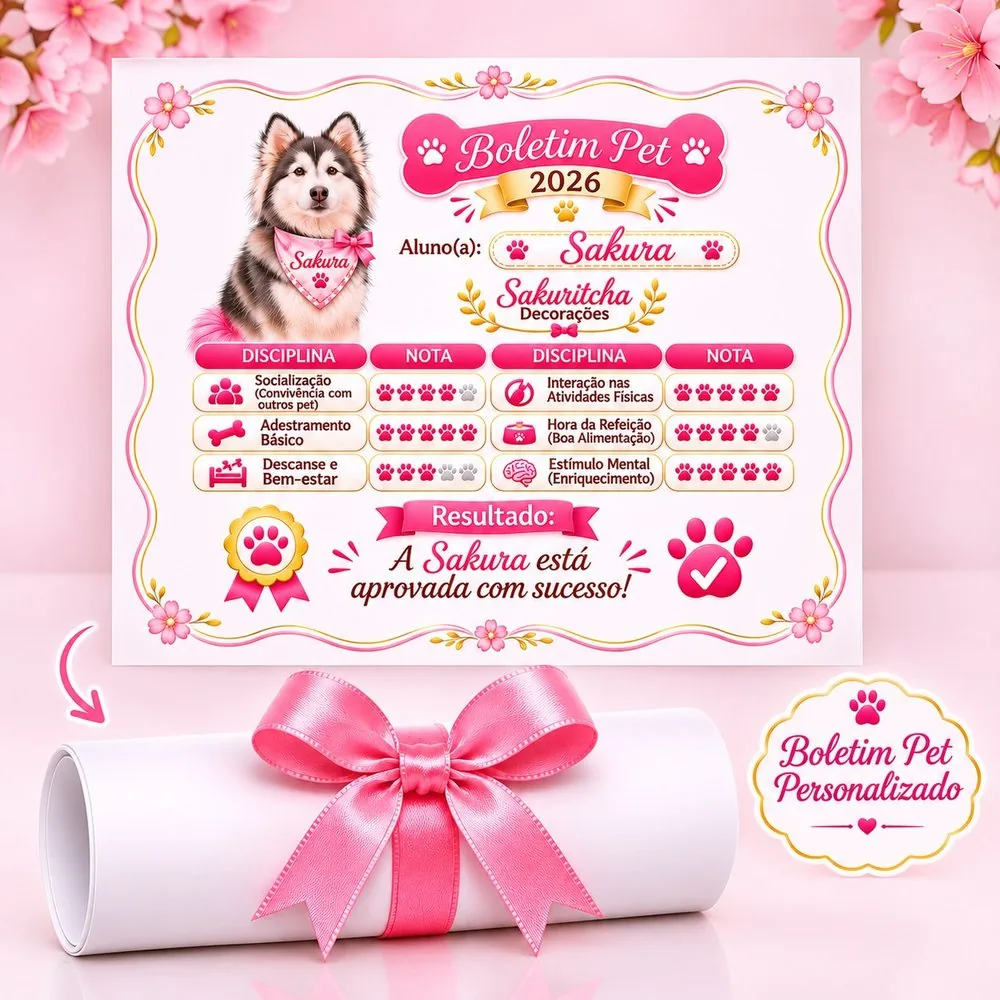 Boletim Pet
2026
Aluno(a):
Sakura
Sakura
Sakuritcha
Decorações
DISCIPLINA
NOTA
DISCIPLINA
NOTA
Socialização
(Convivência com
outros pet)
Interação nas
Atividades Físicas
Adestramento
Básico
Hora da Refeição
(Boa Alimentação)
Descanse e
Bem-estar
Estímulo Mental
(Enriquecimento)
Resultado:
A Sakura está
aprovada com sucesso!
Boletim Pet
Personalizado